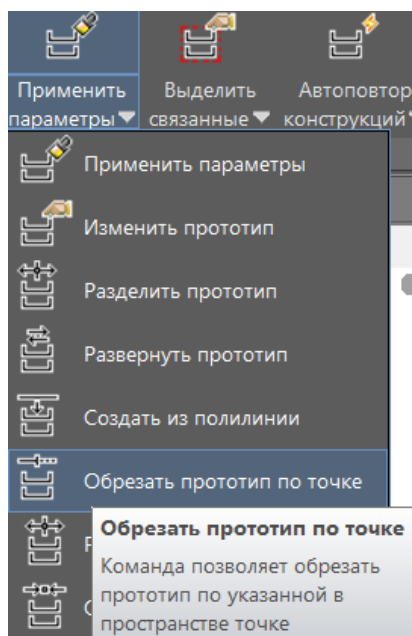 Применить Выделить Автоповтор
параметры связанные конструкций
Применить параметры
Изменить прототип
Разделить прототип
Развернуть прототип
Создать из полилинии
Обрезать прототип по точке
Обрезать прототип по точке
Команда позволяет обрезать
прототип по указанной в
пространстве точке